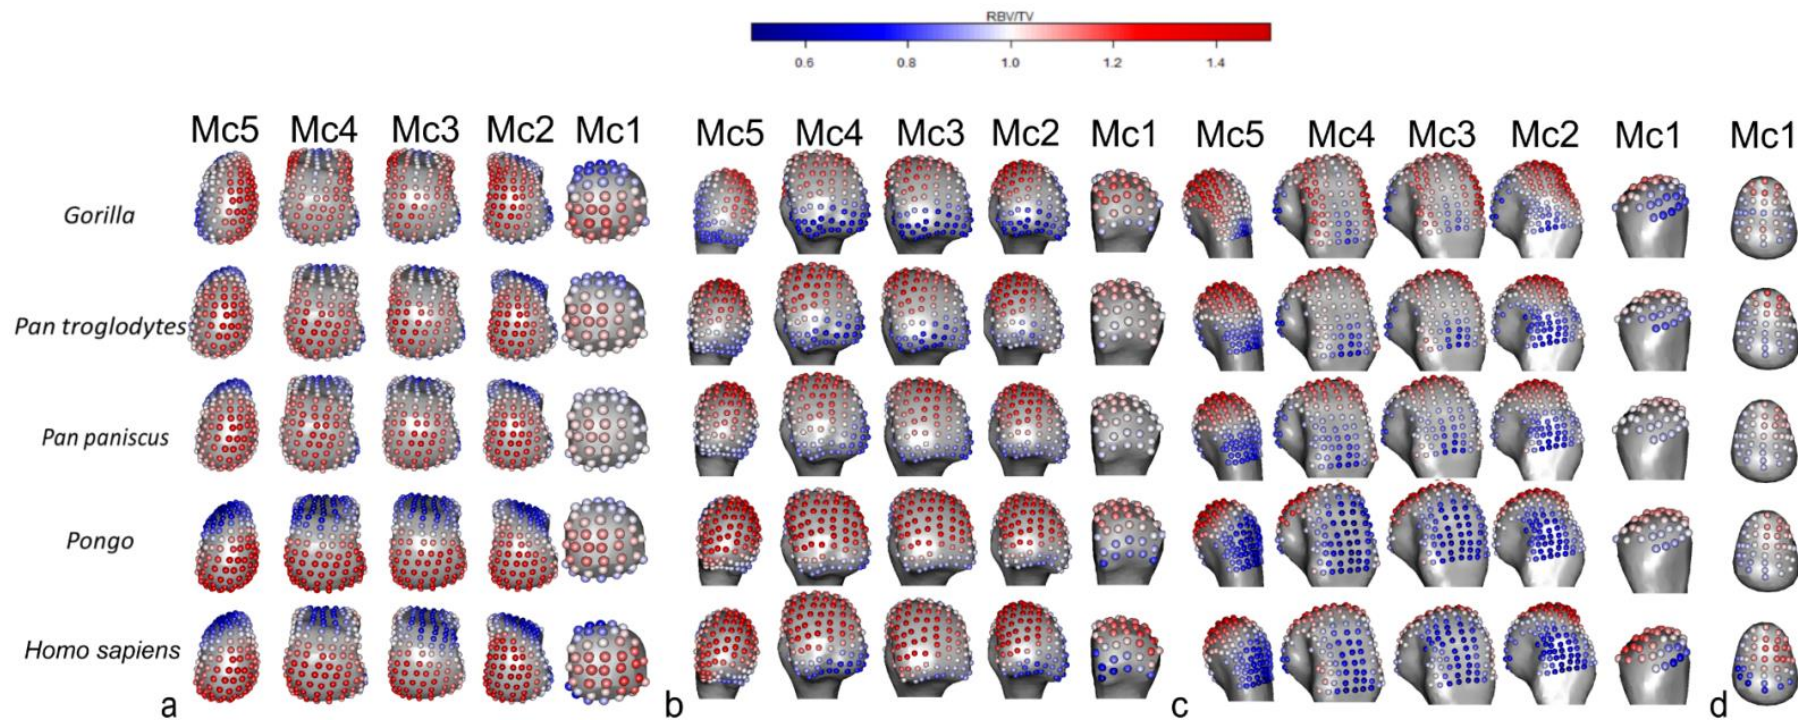 RBV/TV
0.6 0.8 1.0 1.2 1.4
Mc5 Mc4 Mc3 Mc2 Mc1 Mc5 Mc4 Mc3 Mc2 Mc1 Mc5 Mc4 Mc3 Mc2 Mc1 Mc1
Gorilla
Pan troglodytes
Pan paniscus
Pongo
Homo sapiens
a b c d